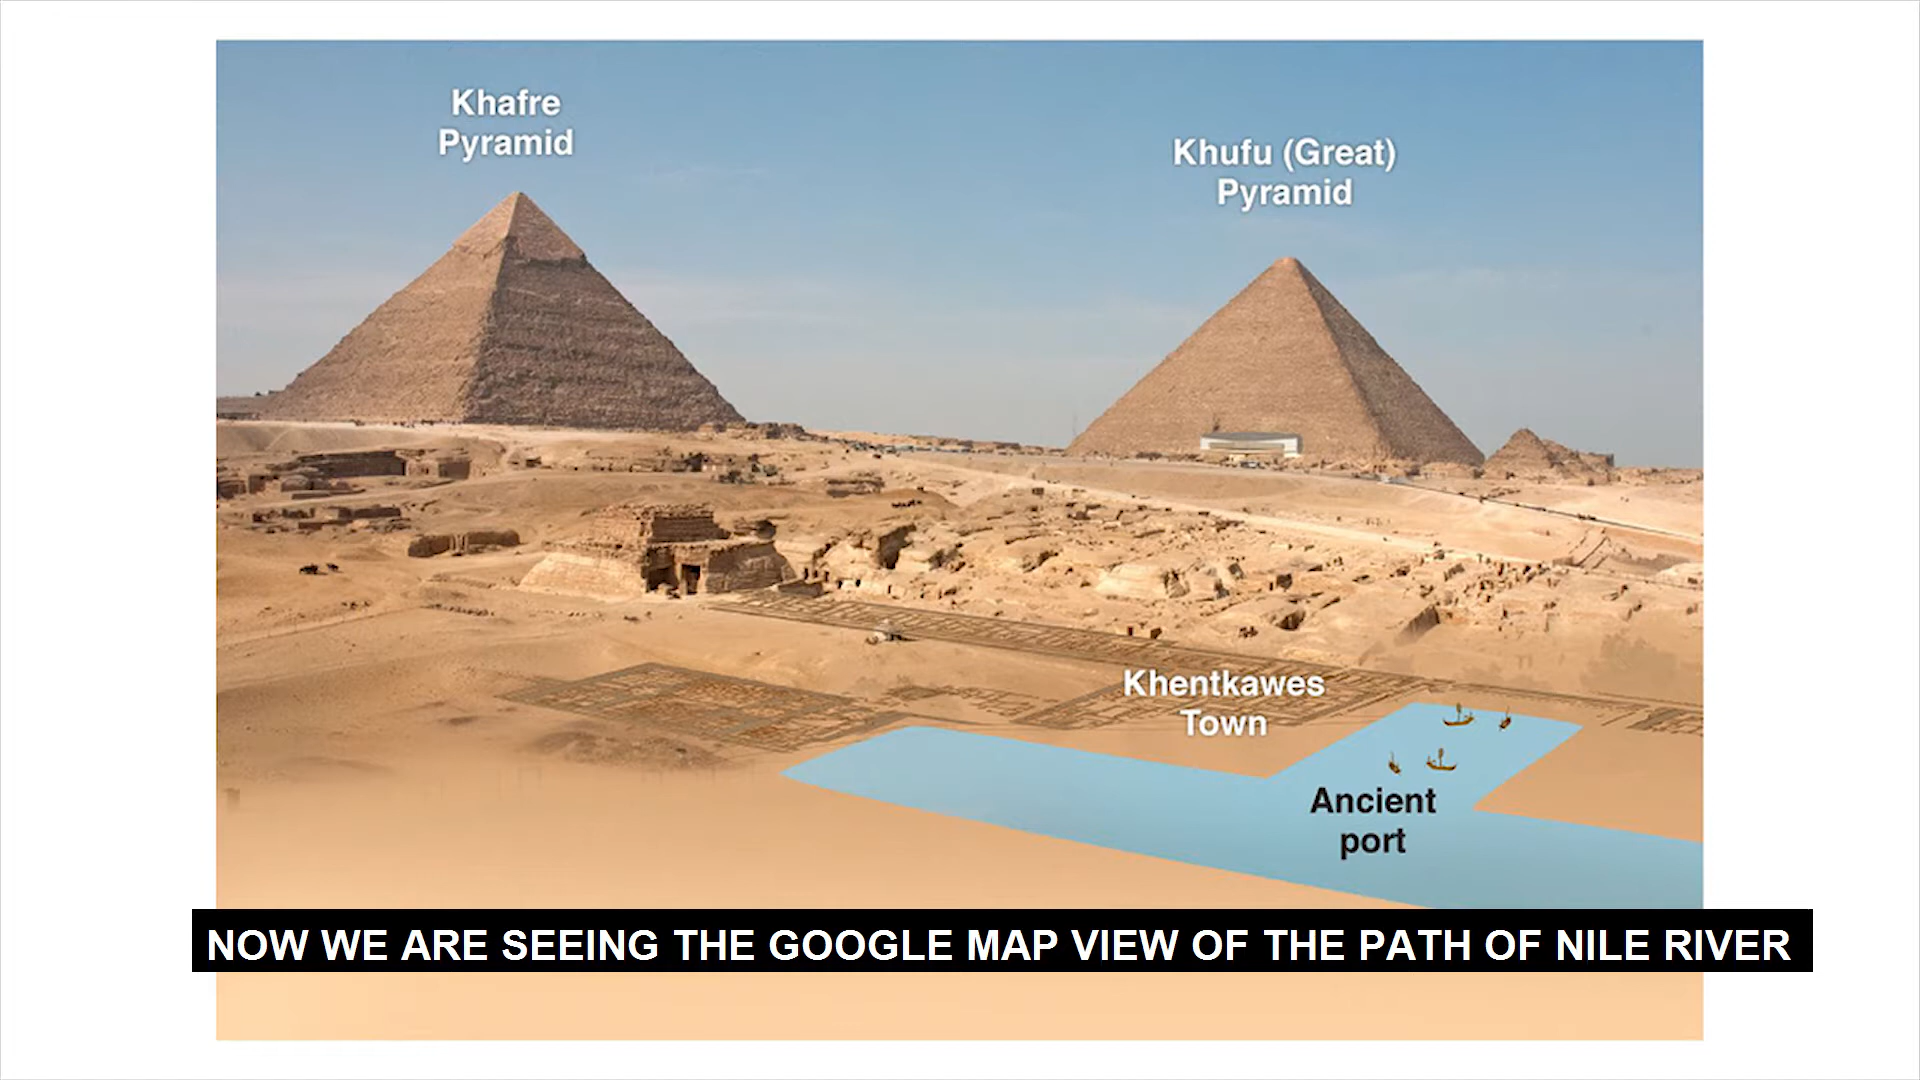 Khafre
Pyramid
Khufu (Great)
Pyramid
Khentkawes
Town
Ancient
port
NOW WE ARE SEEING THE GOOGLE MAP VIEW OF THE PATH OF NILE RIVER